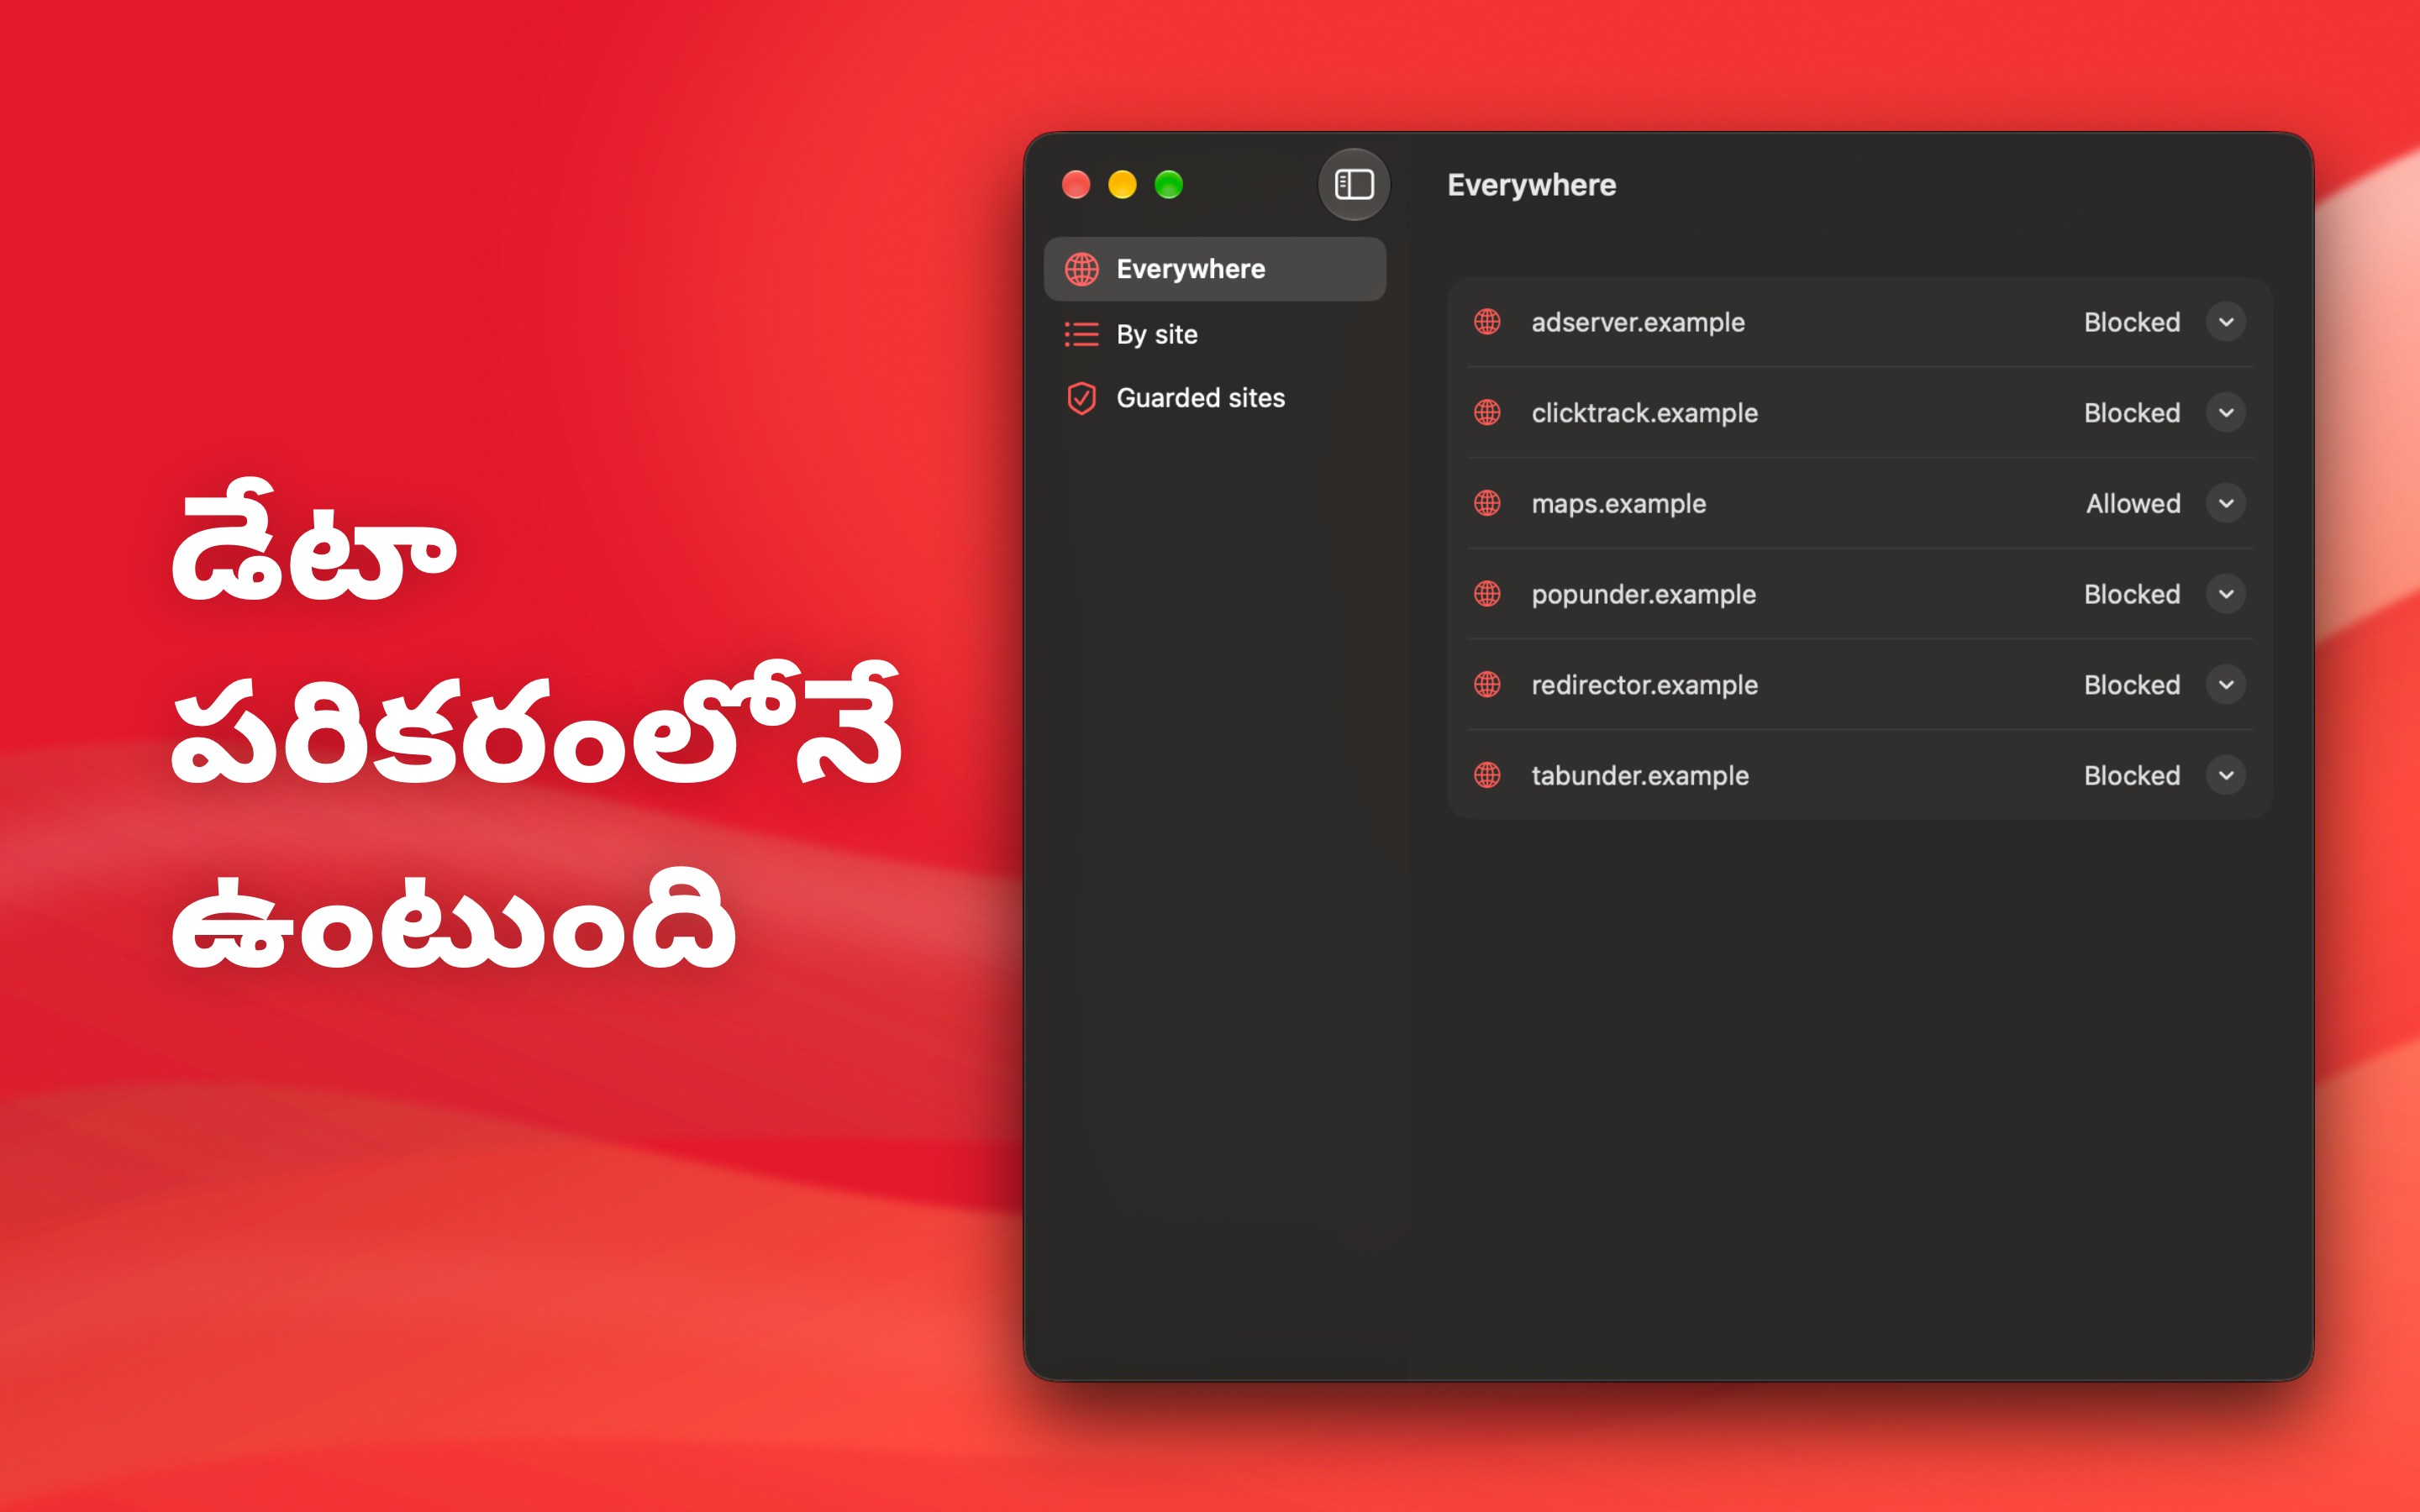 డేటా
పరికరంలోనే
ఉంటుంది
Everywhere
By site
Guarded sites
Everywhere
adserver.example Blocked
clicktrack.example Blocked
maps.example Allowed
popunder.example Blocked
redirector.example Blocked
tabunder.example Blocked